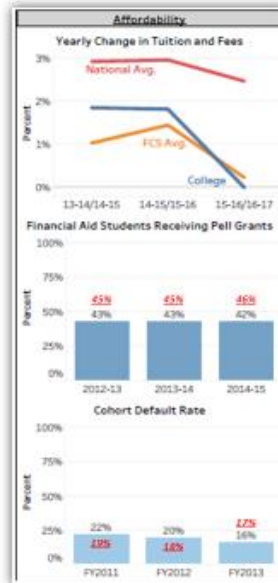 Affordability
Yearly Change in Tuition and Fees
3%
National Avg.
2%
Percent
1%
FCS Avg.
College
0%
13-14/14-15 14-15/15-16 15-16/16-17
Financial Aid Students Receiving Pell Grants
100%
75%
Percent
45% 45% 46%
50%
43% 43% 42%
25%
0%
2012-13 2013-14 2014-15
Cohort Default Rate
100%
75%
Percent
50%
17%
25%
22% 20% 16%
19% 18%
0%
FY2011 FY2012 FY2013